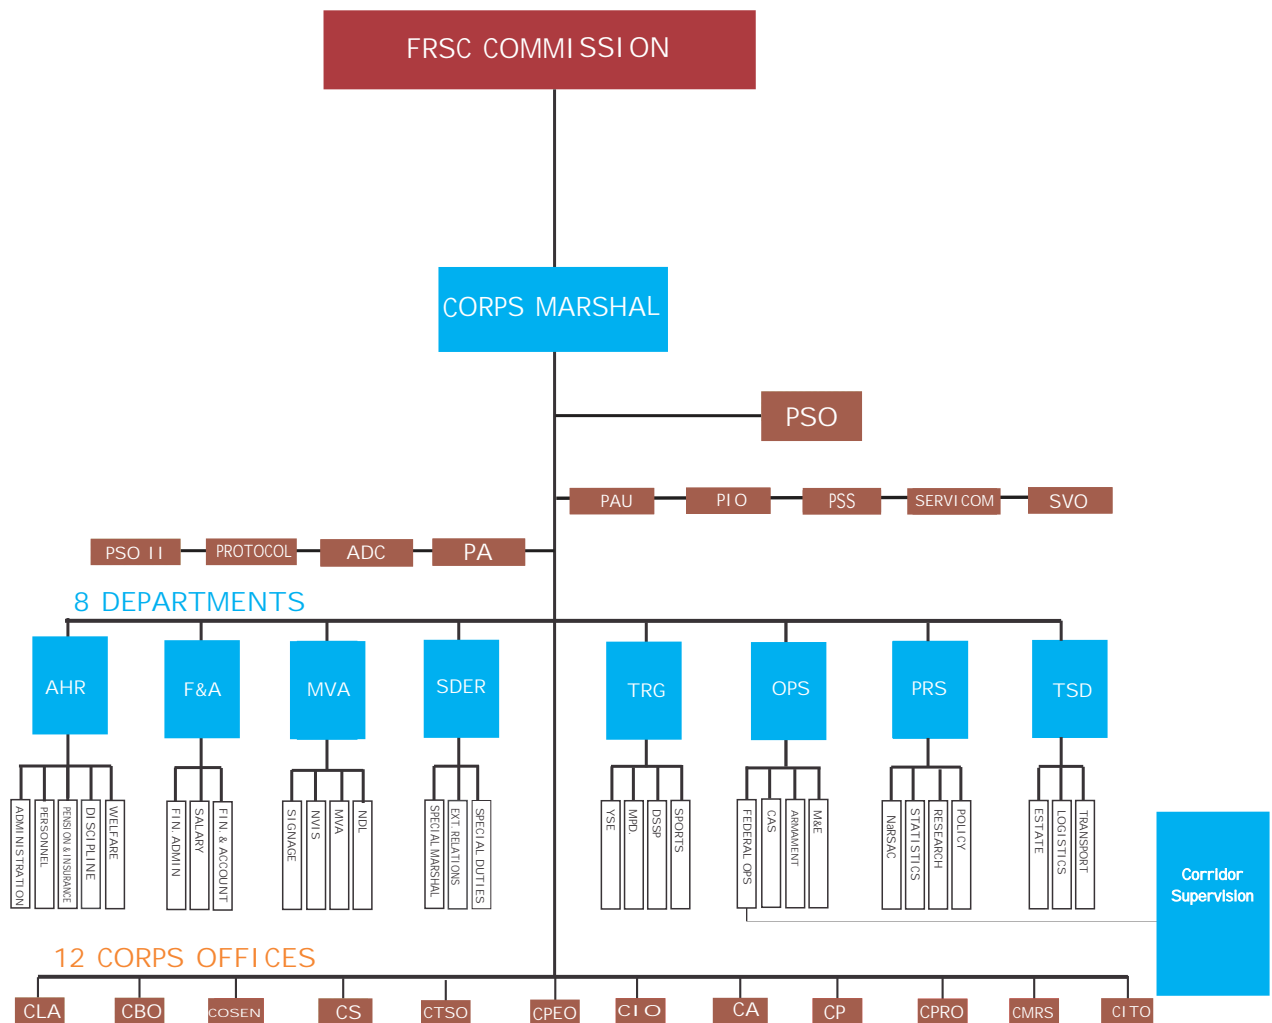 FRSC COMMISSION
CORPS MARSHAL
PSO
PAU
PIO
PSS
SERVICOM
SVO
PSO II
PROTOCOL
ADC
PA
8 DEPARTMENTS
AHR
F&A
MVA
SDER
TRG
OPS
PRS
TSD
ADMINISTRATION
PERSONNEL
PENSION & INSURANCE
DISCIPLINE
WELFARE
FIN. ADMIN
SALARY
FIN. & ACCOUNT
SIGNAGE
NVIS
MVA
NDL
SPECIAL MARSHAL
EXT. RELATIONS
SPECIAL DUTIES
YSE
MPD.
DSSP
SPORTS
FEDERAL OPS
CAS
ARMAMENT
M&E
NaRSAC
STATISTICS
RESEARCH
POLICY
ESTATE
LOGISTICS
TRANSPORT
Corridor
Supervision
12 CORPS OFFICES
CLA
CBO
COSEN
CS
CTSO
CPEO
CIO
CA
CP
CPRO
CMRS
CITO